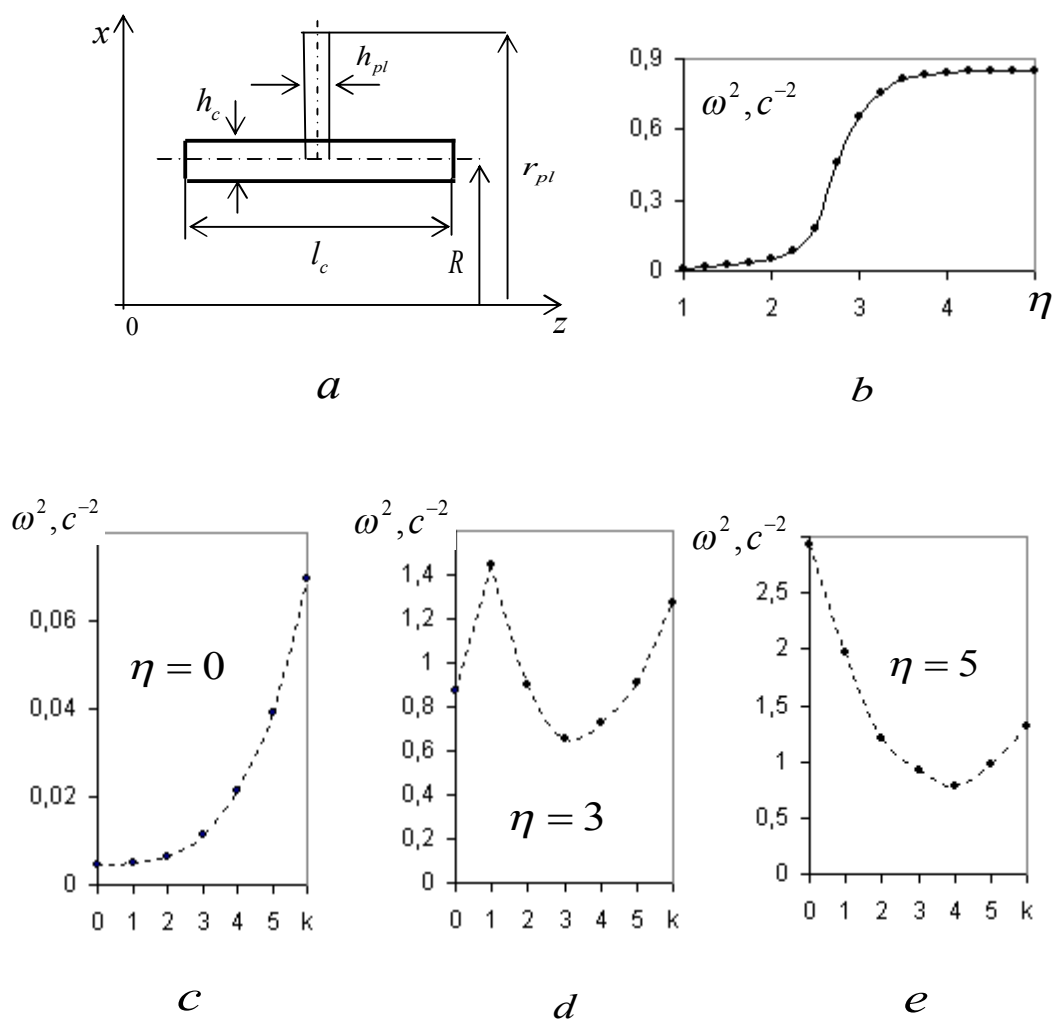 x
h_pl
h_c
r_pl
l_c
R
0
z
a
ω², c⁻²
0,9
0,6
0,3
0
1 2 3 4 η
b
ω², c⁻²
0,06
0,04
0,02
0
η = 0
0 1 2 3 4 5 k
c
ω², c⁻²
1,4
1,2
1
0,8
0,6
0,4
0,2
0
η = 3
0 1 2 3 4 5 k
d
ω², c⁻²
2,5
2
1,5
1
0,5
0
η = 5
0 1 2 3 4 5 k
e